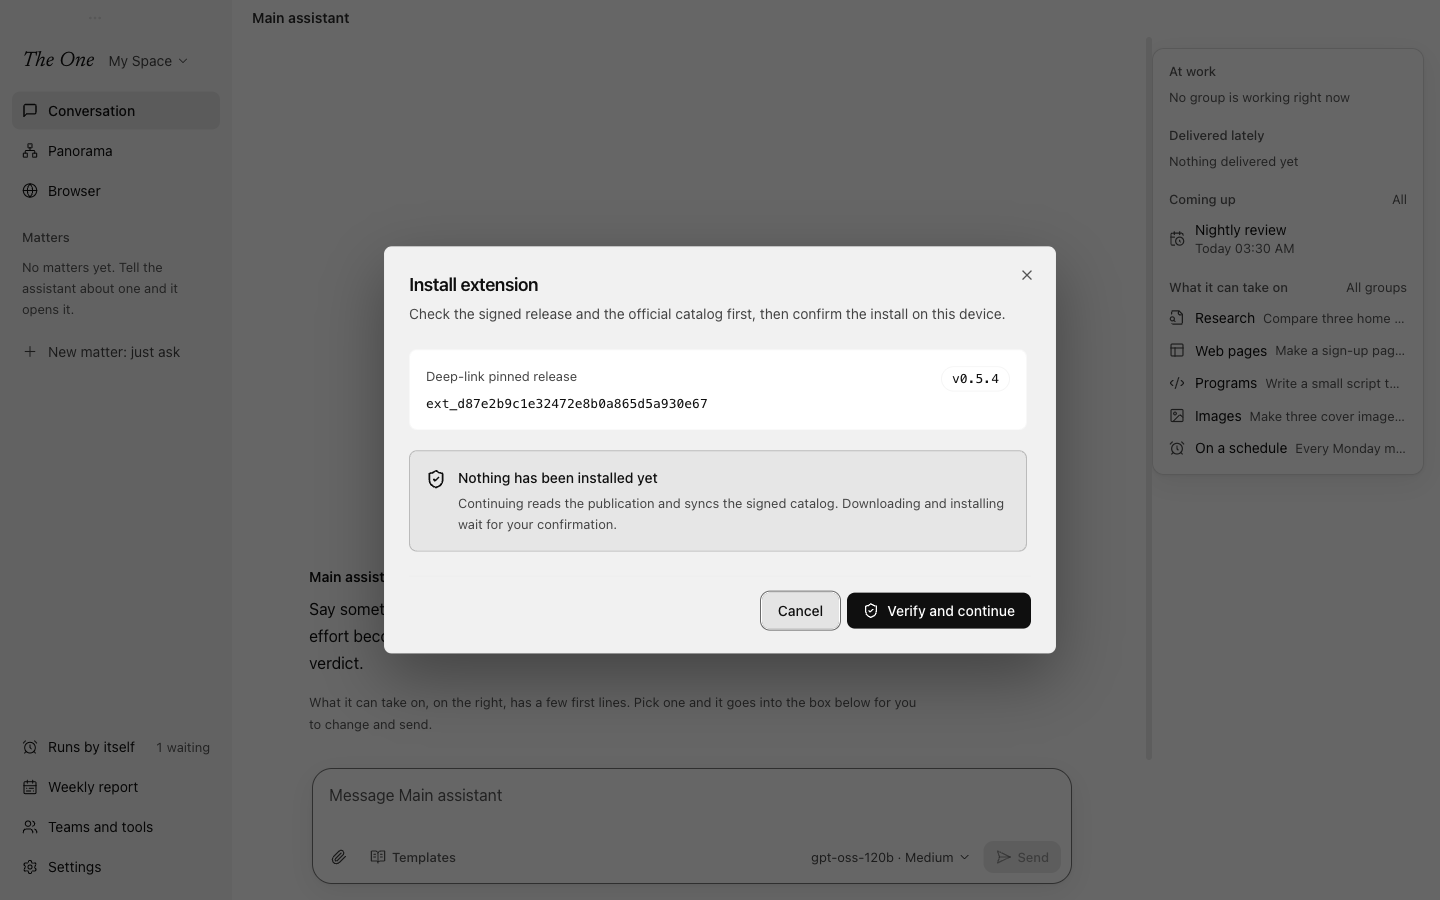 The One
My Space
Conversation
Panorama
Browser
Matters
No matters yet. Tell the
assistant about one and it
opens it.
New matter: just ask
Runs by itself
1 waiting
Weekly report
Teams and tools
Settings
Main assistant
Install extension
Check the signed release and the official catalog first, then confirm the install on this device.
Deep-link pinned release
v0.5.4
ext_d87e2b9c1e32472e8b0a865d5a930e67
Nothing has been installed yet
Continuing reads the publication and syncs the signed catalog. Downloading and installing
wait for your confirmation.
Cancel
Verify and continue
Main assist
Say somet
effort beco
verdict.
What it can take on, on the right, has a few first lines. Pick one and it goes into the box below for you
to change and send.
Message Main assistant
Templates
gpt-oss-120b · Medium
Send
At work
No group is working right now
Delivered lately
Nothing delivered yet
Coming up
All
Nightly review
Today 03:30 AM
What it can take on
All groups
Research Compare three home ...
Web pages Make a sign-up pag...
Programs Write a small script t...
Images Make three cover image...
On a schedule Every Monday m...